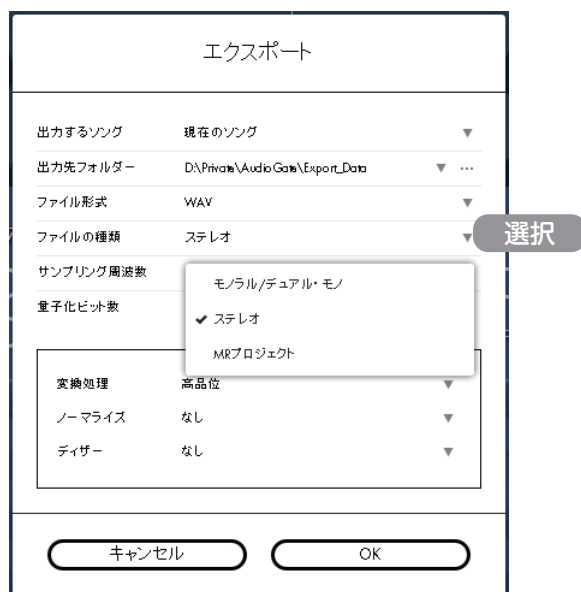 エクスポート
出力するソング 現在のソング ▼
出力先フォルダー D:\Private\AudioGate\Export_Data ▼ …
ファイル形式 WAV ▼
ファイルの種類 ステレオ ▼ 選択
サンプリング周波数
モノラル/デュアル・モノ
量子化ビット数
✔ ステレオ
MRプロジェクト
変換処理 高品位 ▼
ノーマライズ なし ▼
ディザー なし ▼
キャンセル OK